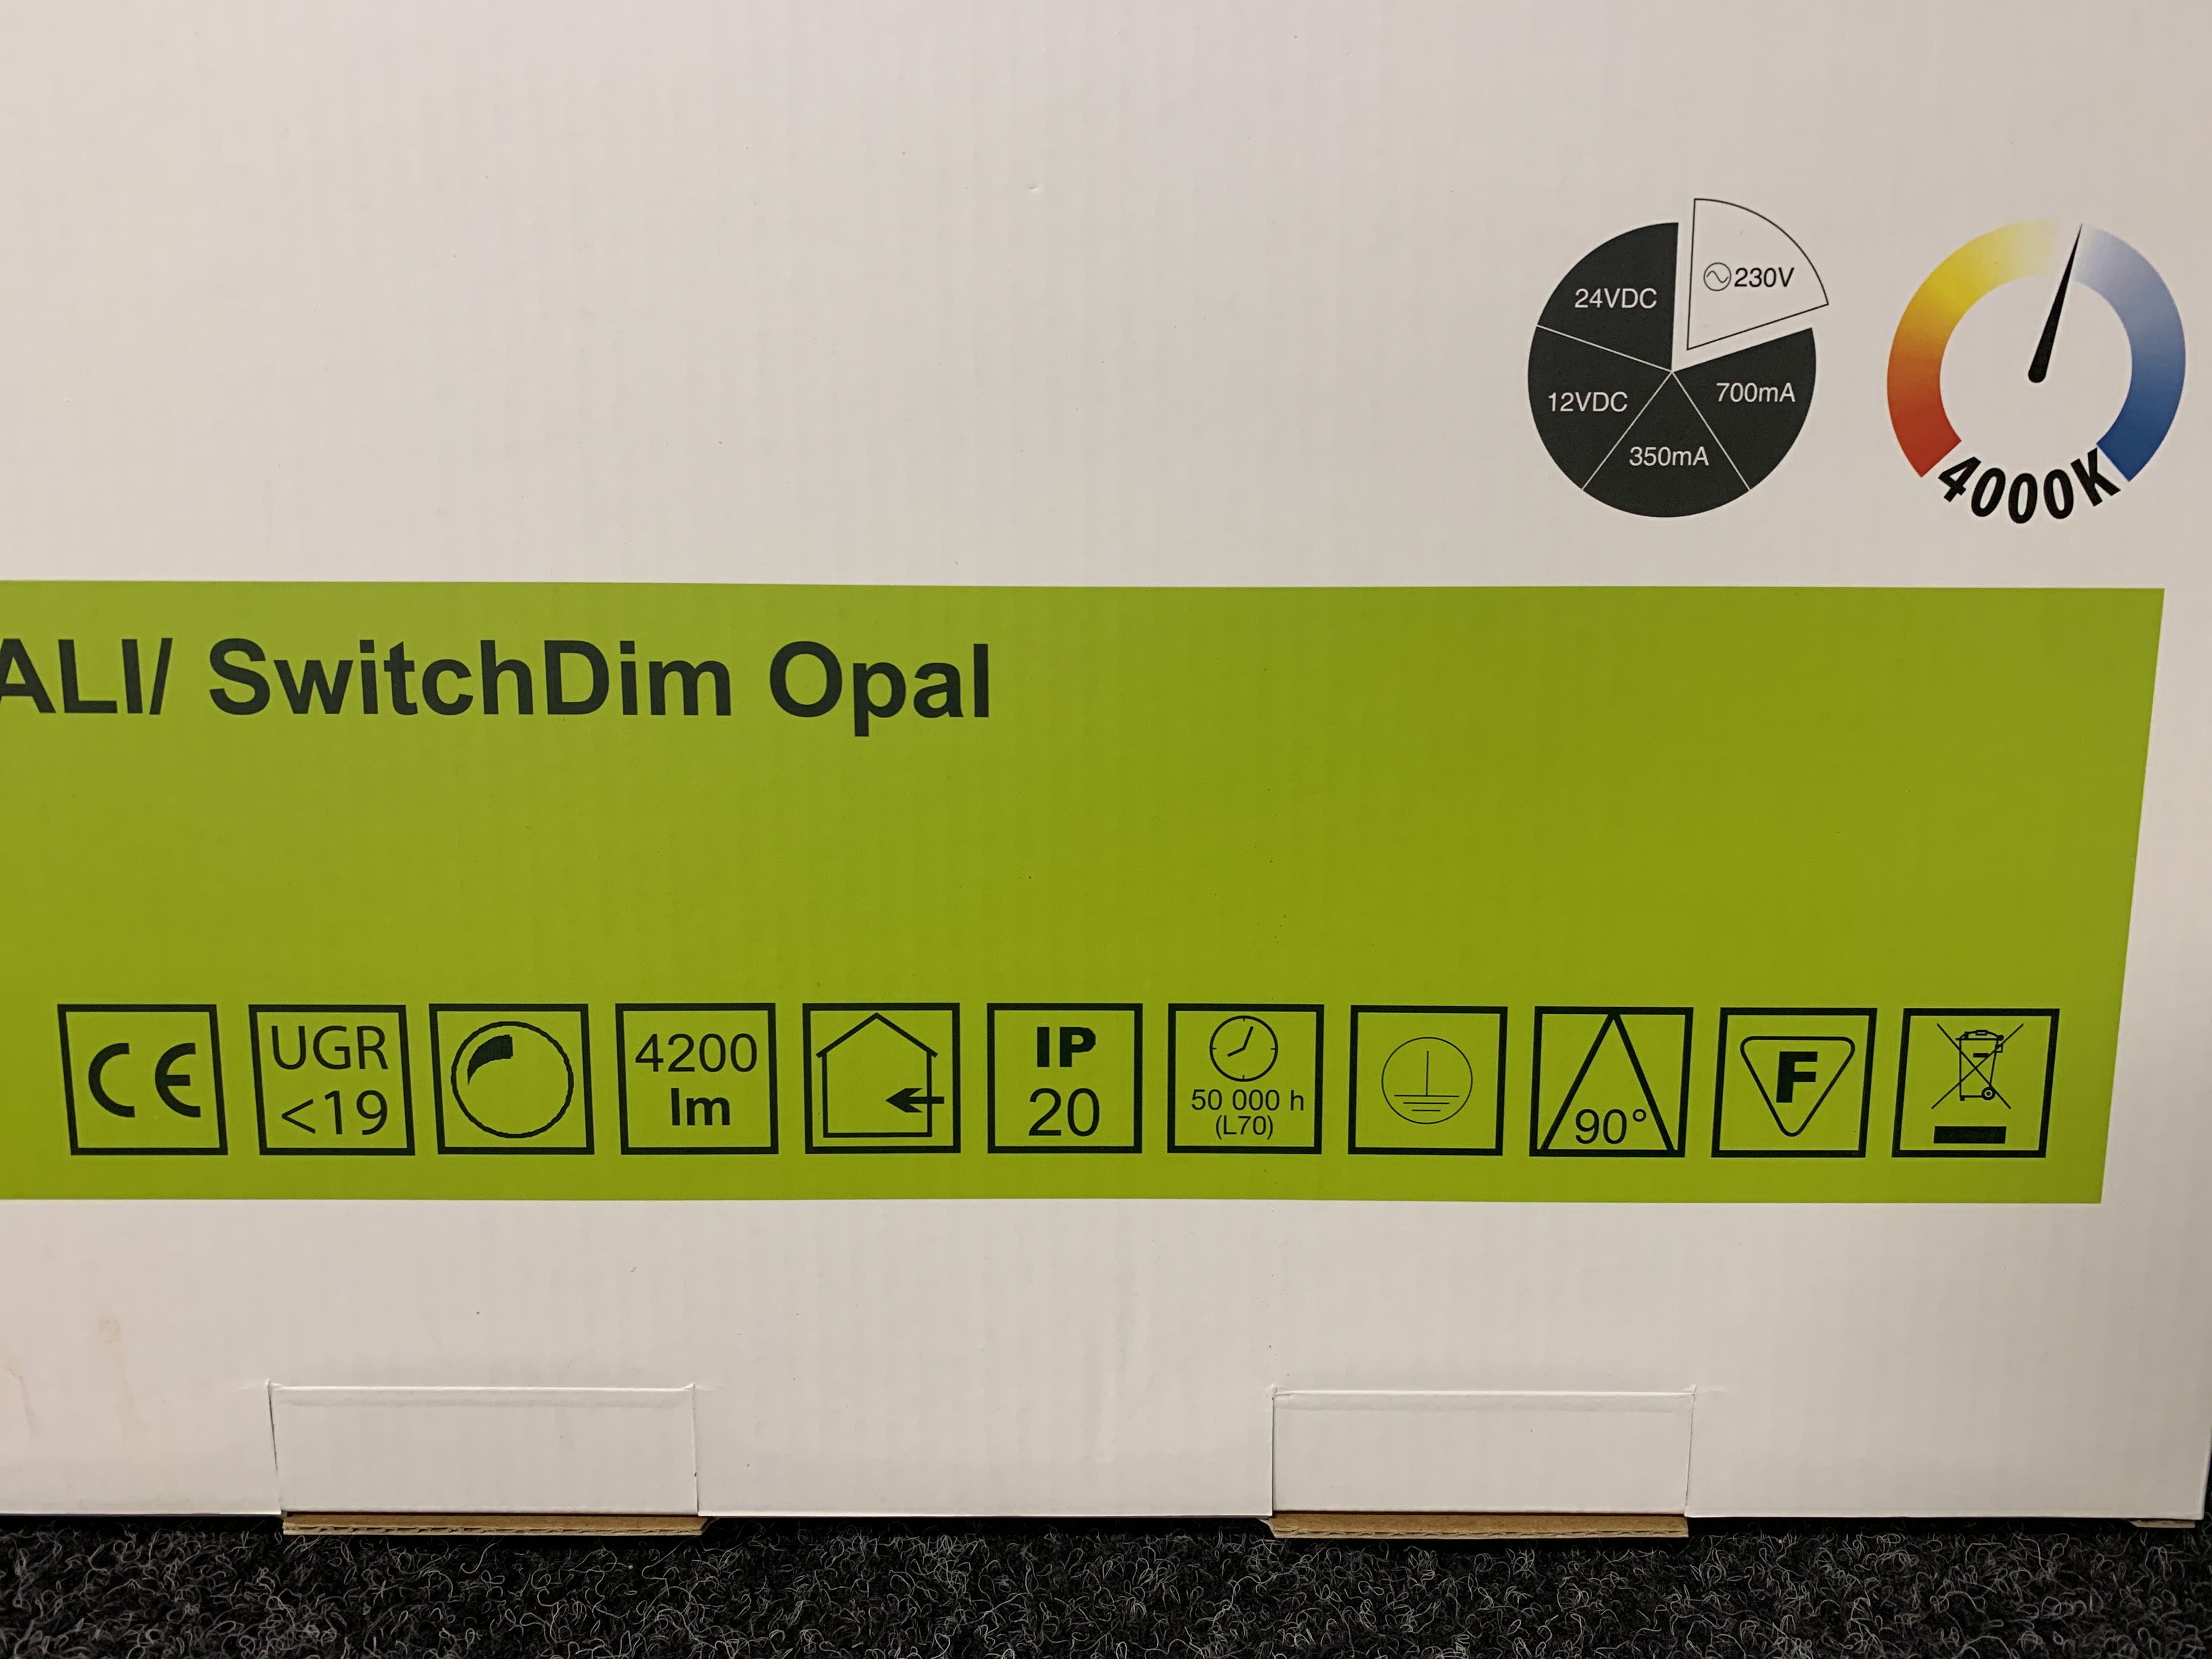 230V
24VDC
12VDC
700mA
350mA
4000K
ALI/ SwitchDim Opal
CE
UGR
<19
4200
lm
IP
20
50 000 h
(L70)
90°
F